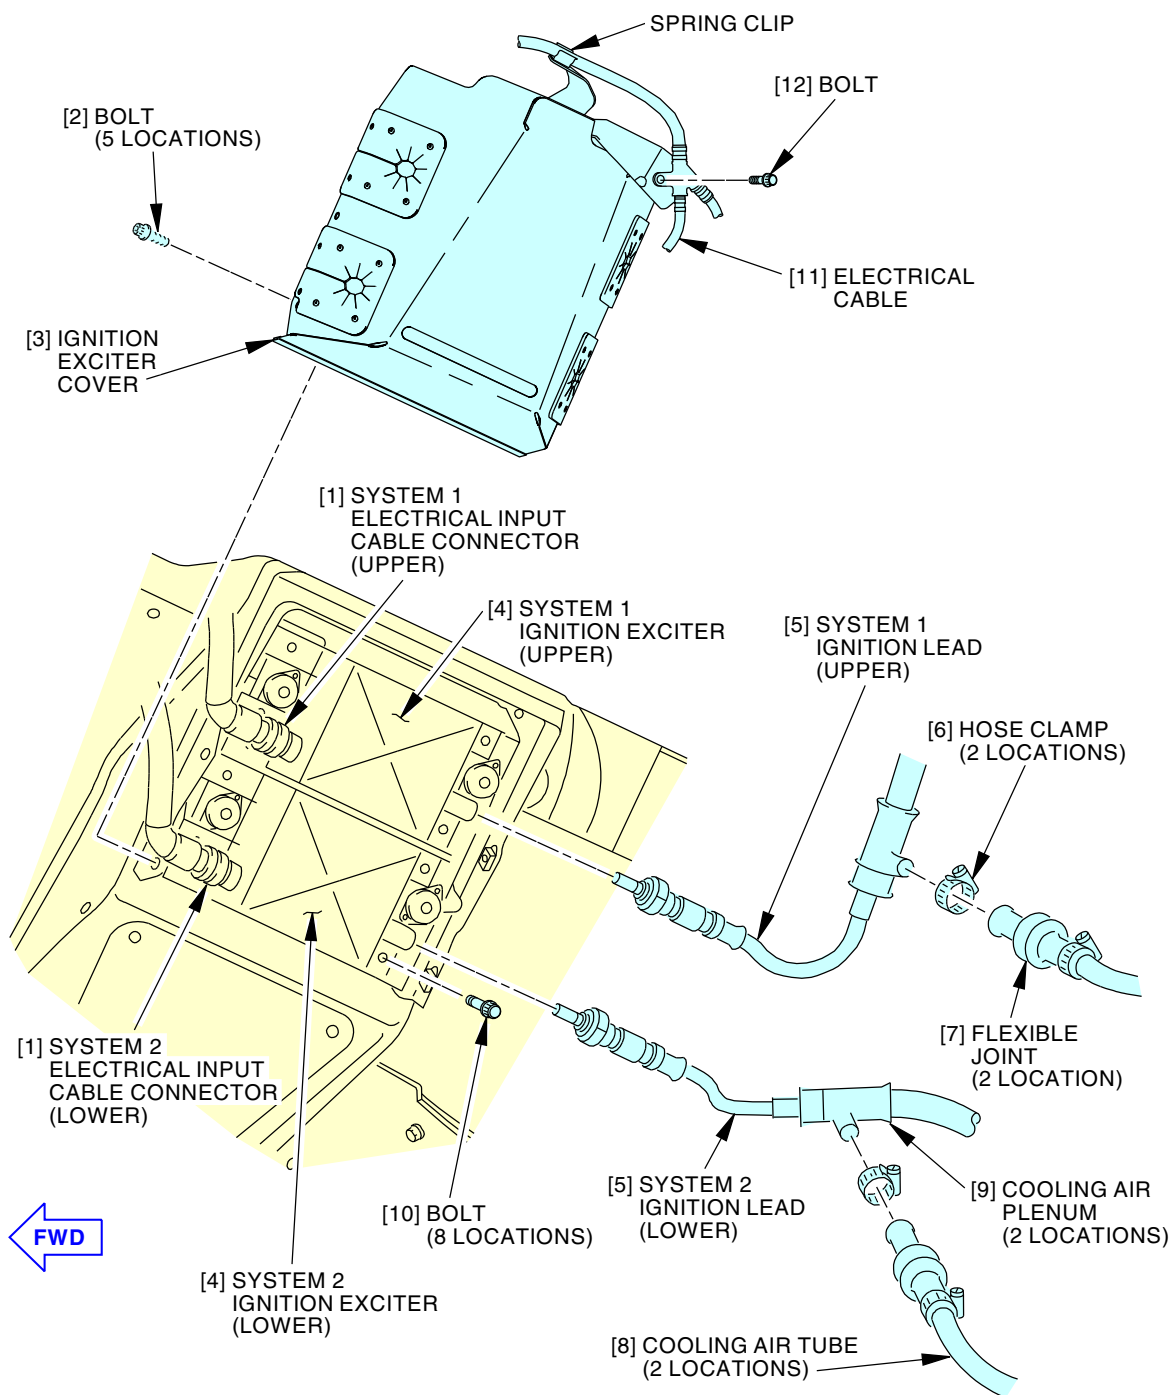 SPRING CLIP
[12] BOLT
[2] BOLT
(5 LOCATIONS)
[11] ELECTRICAL
CABLE
[3] IGNITION
EXCITER
COVER
[1] SYSTEM 1
ELECTRICAL INPUT
CABLE CONNECTOR
(UPPER)
[4] SYSTEM 1
IGNITION EXCITER
(UPPER)
[5] SYSTEM 1
IGNITION LEAD
(UPPER)
[6] HOSE CLAMP
(2 LOCATIONS)
[7] FLEXIBLE
JOINT
(2 LOCATION)
[1] SYSTEM 2
ELECTRICAL INPUT
CABLE CONNECTOR
(LOWER)
[5] SYSTEM 2
IGNITION LEAD
(LOWER)
[9] COOLING AIR
PLENUM
(2 LOCATIONS)
[10] BOLT
(8 LOCATIONS)
FWD
[4] SYSTEM 2
IGNITION EXCITER
(LOWER)
[8] COOLING AIR TUBE
(2 LOCATIONS)